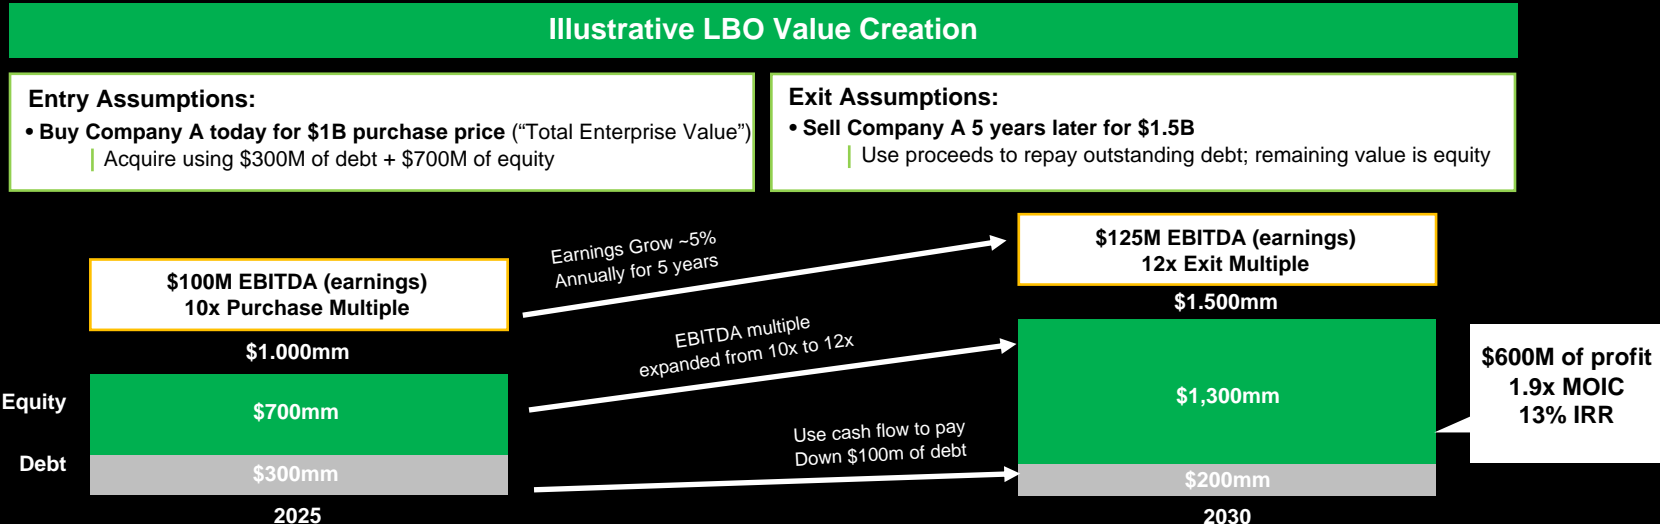 Illustrative LBO Value Creation
Entry Assumptions:
• Buy Company A today for $1B purchase price (“Total Enterprise Value”)
Acquire using $300M of debt + $700M of equity
Exit Assumptions:
• Sell Company A 5 years later for $1.5B
Use proceeds to repay outstanding debt; remaining value is equity
$100M EBITDA (earnings)
10x Purchase Multiple
$1.000mm
Equity
$700mm
Debt
$300mm
2025
Earnings Grow ~5%
Annually for 5 years
EBITDA multiple
expanded from 10x to 12x
Use cash flow to pay
Down $100m of debt
$125M EBITDA (earnings)
12x Exit Multiple
$1.500mm
$1,300mm
$200mm
2030
$600M of profit
1.9x MOIC
13% IRR